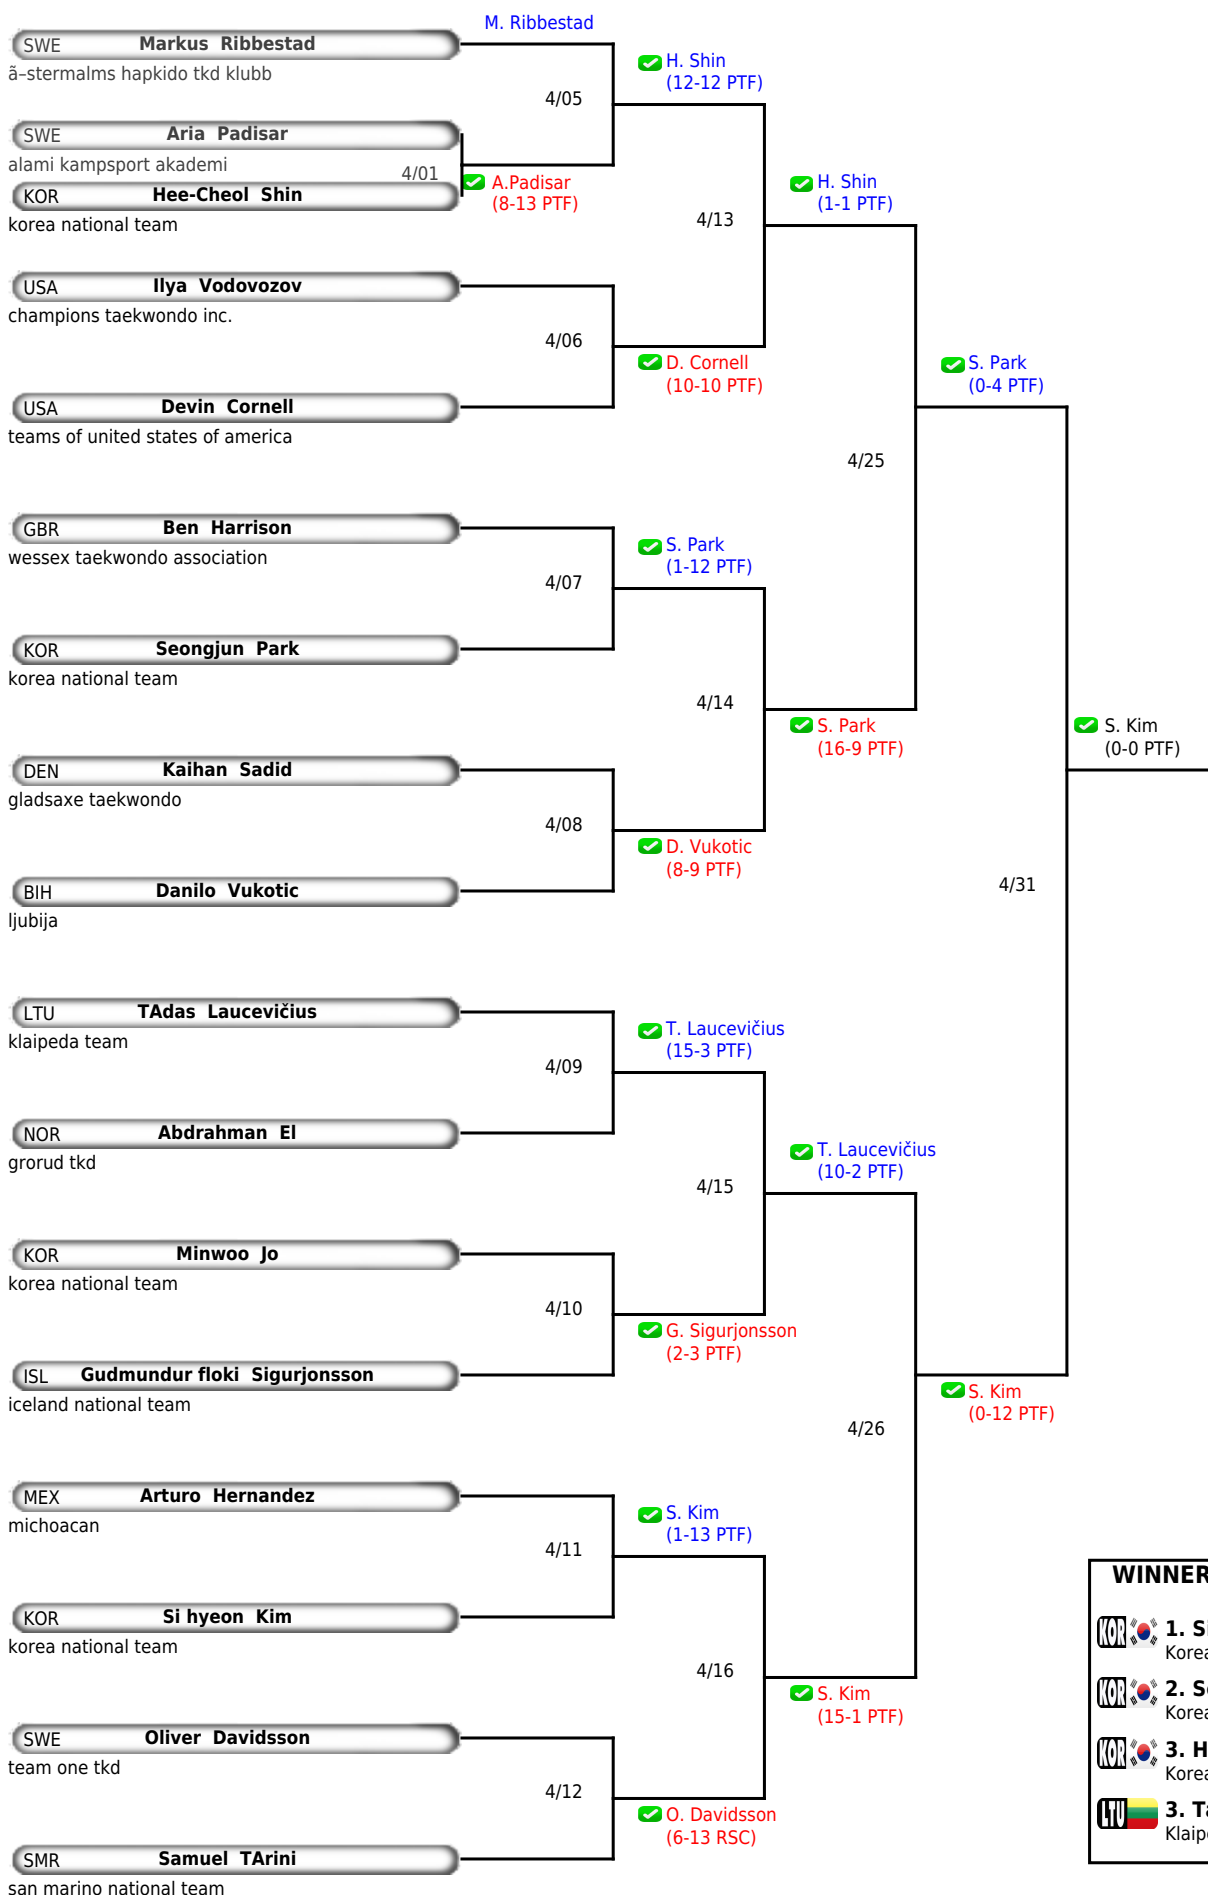 M. Ribbestad
SWE Markus Ribbestad
ã–stermalms hapkido tkd klubb
H. Shin
(12-12 PTF)
4/05
SWE Aria Padisar
alami kampsport akademi
4/01
A.Padisar
(8-13 PTF)
KOR Hee-Cheol Shin
korea national team
H. Shin
(1-1 PTF)
4/13
USA Ilya Vodovozov
champions taekwondo inc.
4/06
D. Cornell
(10-10 PTF)
USA Devin Cornell
teams of united states of america
S. Park
(0-4 PTF)
4/25
GBR Ben Harrison
wessex taekwondo association
S. Park
(1-12 PTF)
4/07
KOR Seongjun Park
korea national team
4/14
S. Park
(16-9 PTF)
S. Kim
(0-0 PTF)
DEN Kaihan Sadid
gladsaxe taekwondo
4/08
D. Vukotic
(8-9 PTF)
BIH Danilo Vukotic
ljubija
4/31
LTU TAdas Laucevičius
klaipeda team
T. Laucevičius
(15-3 PTF)
4/09
NOR Abdrahman El
grorud tkd
T. Laucevičius
(10-2 PTF)
4/15
KOR Minwoo Jo
korea national team
4/10
G. Sigurjonsson
(2-3 PTF)
ISL Gudmundur floki Sigurjonsson
iceland national team
S. Kim
(0-12 PTF)
4/26
MEX Arturo Hernandez
michoacan
S. Kim
(1-13 PTF)
4/11
KOR Si hyeon Kim
korea national team
4/16
S. Kim
(15-1 PTF)
SWE Oliver Davidsson
team one tkd
4/12
O. Davidsson
(6-13 RSC)
SMR Samuel TArini
san marino national team
WINNER
KOR 1. Si
Korea
KOR 2. Se
Korea
KOR 3. H
Korea
LTU 3. Ta
Klaip